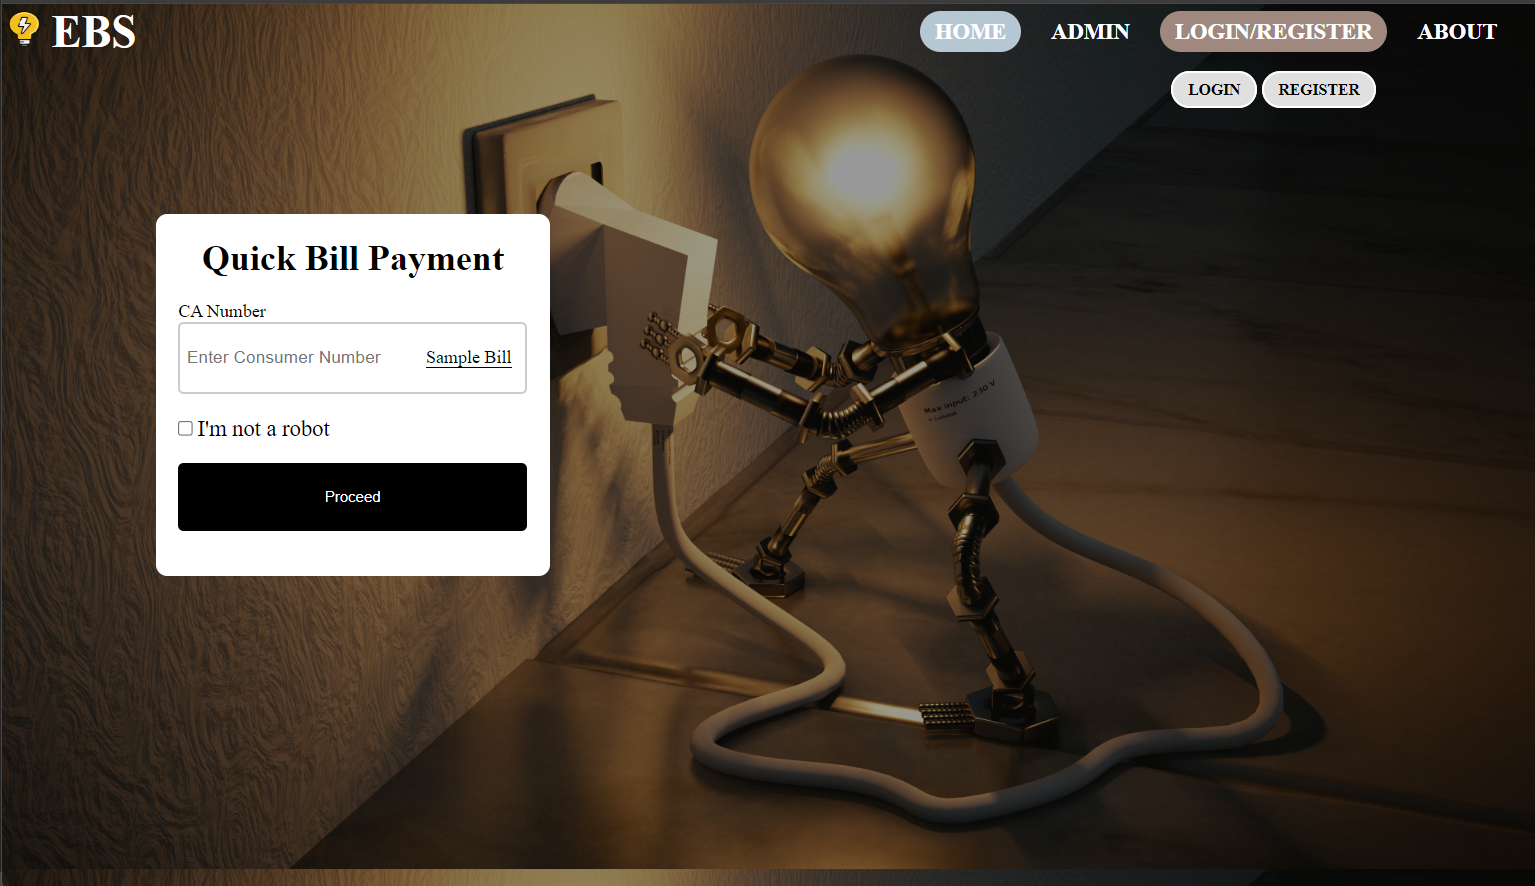 EBS
HOME ADMIN LOGIN/REGISTER ABOUT
LOGIN REGISTER
Quick Bill Payment
CA Number
Enter Consumer Number Sample Bill
I'm not a robot
Proceed
Max Input: 230 V